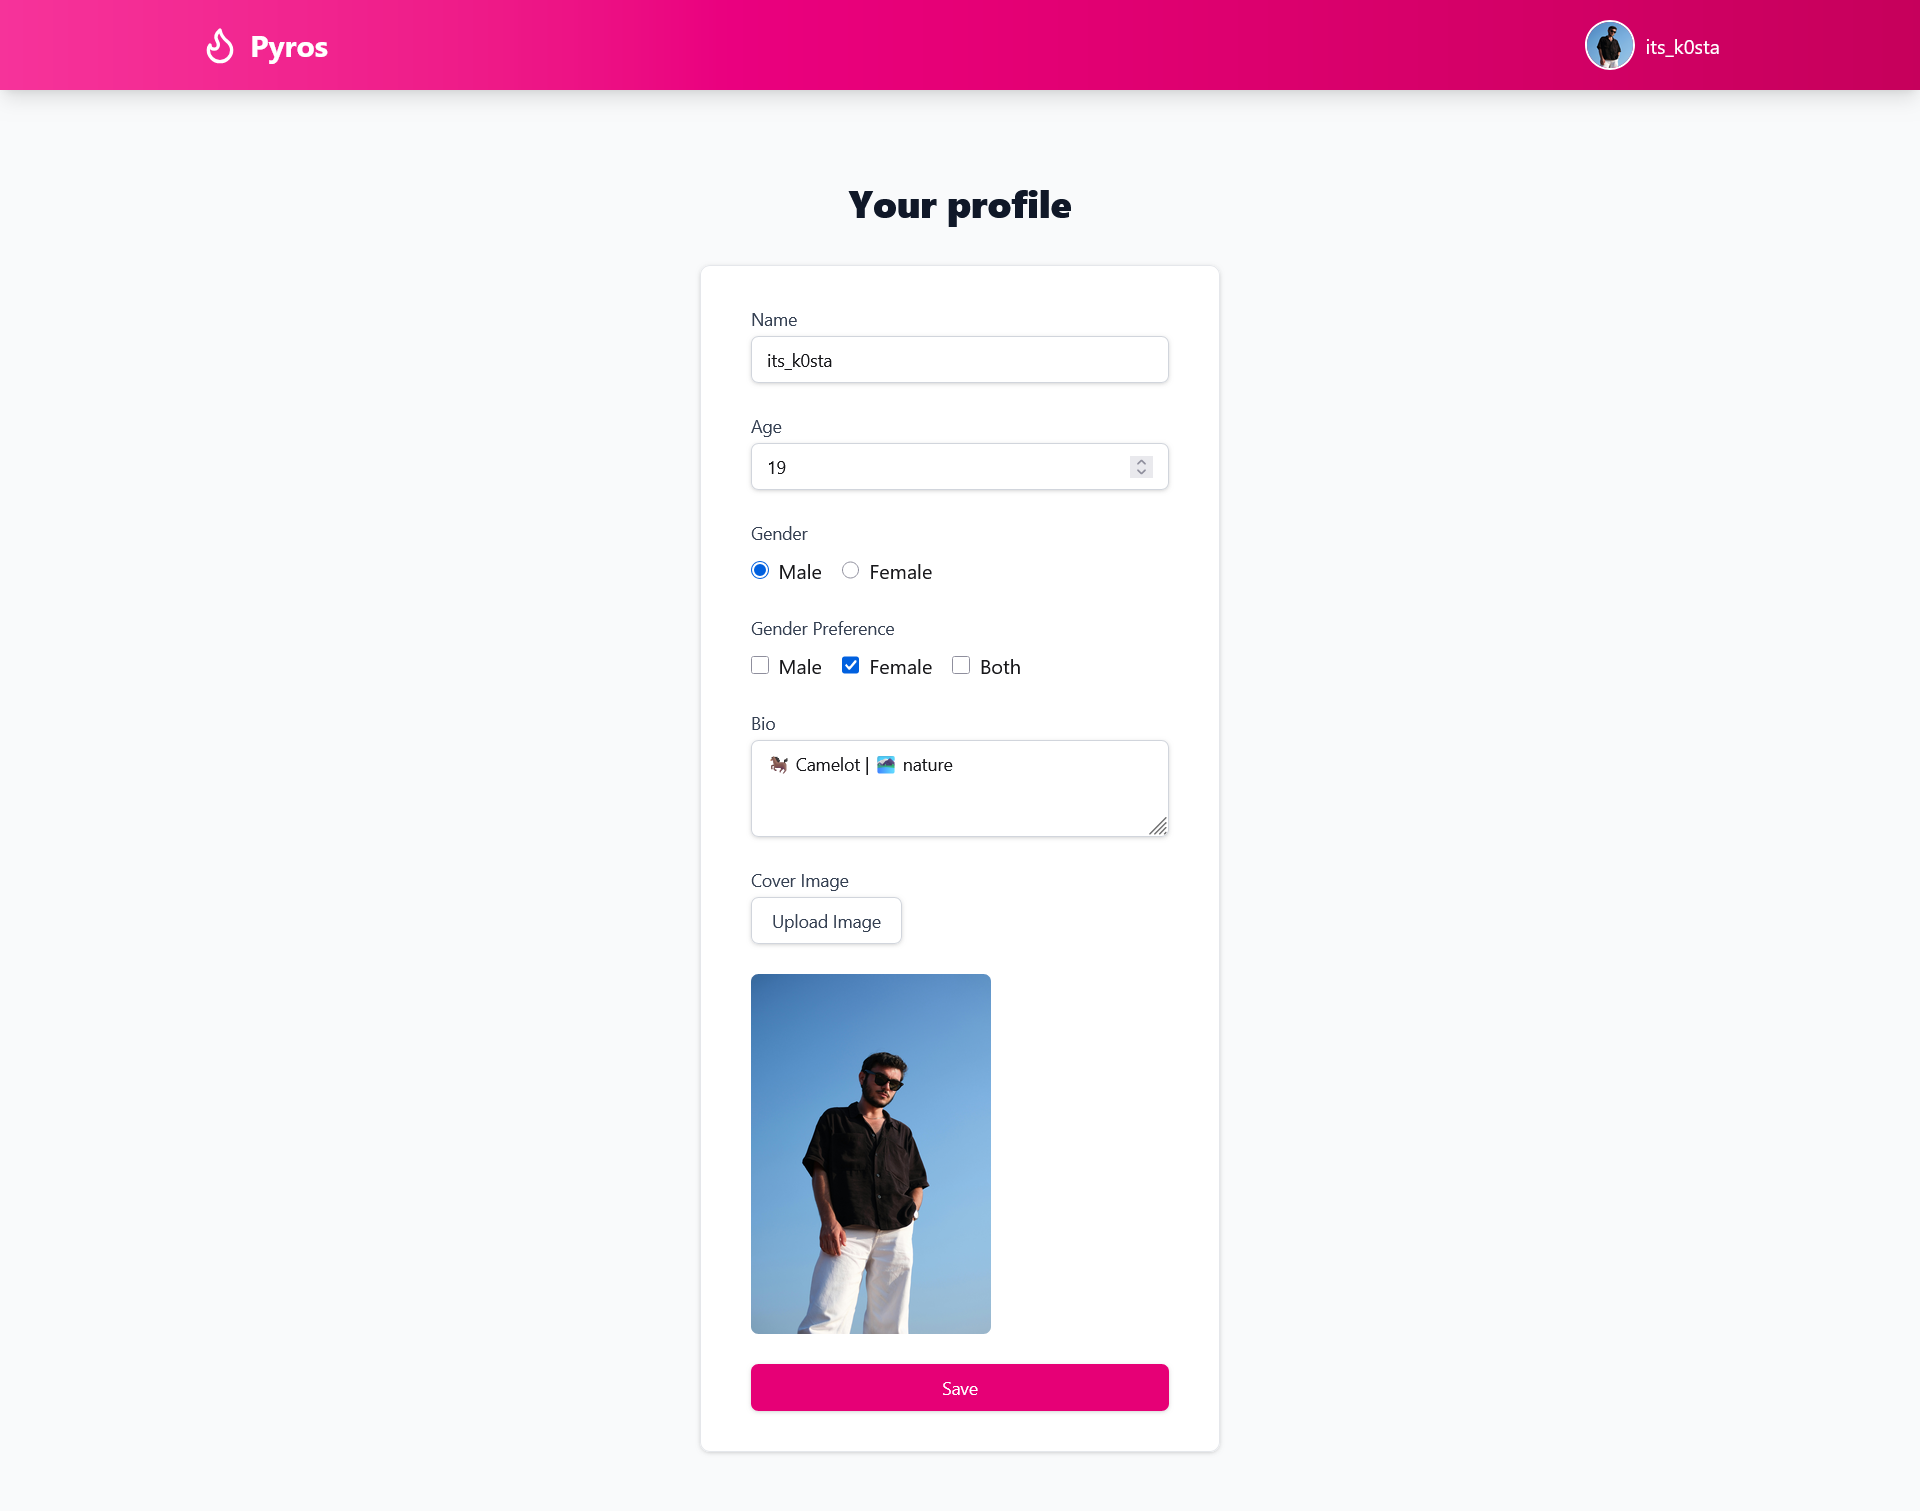 Pyros
its_k0sta
Your profile
Name
its_k0sta
Age
19
Gender
Male Female
Gender Preference
Male Female Both
Bio
🐎 Camelot | 🏞️ nature
Cover Image
Upload Image
Save